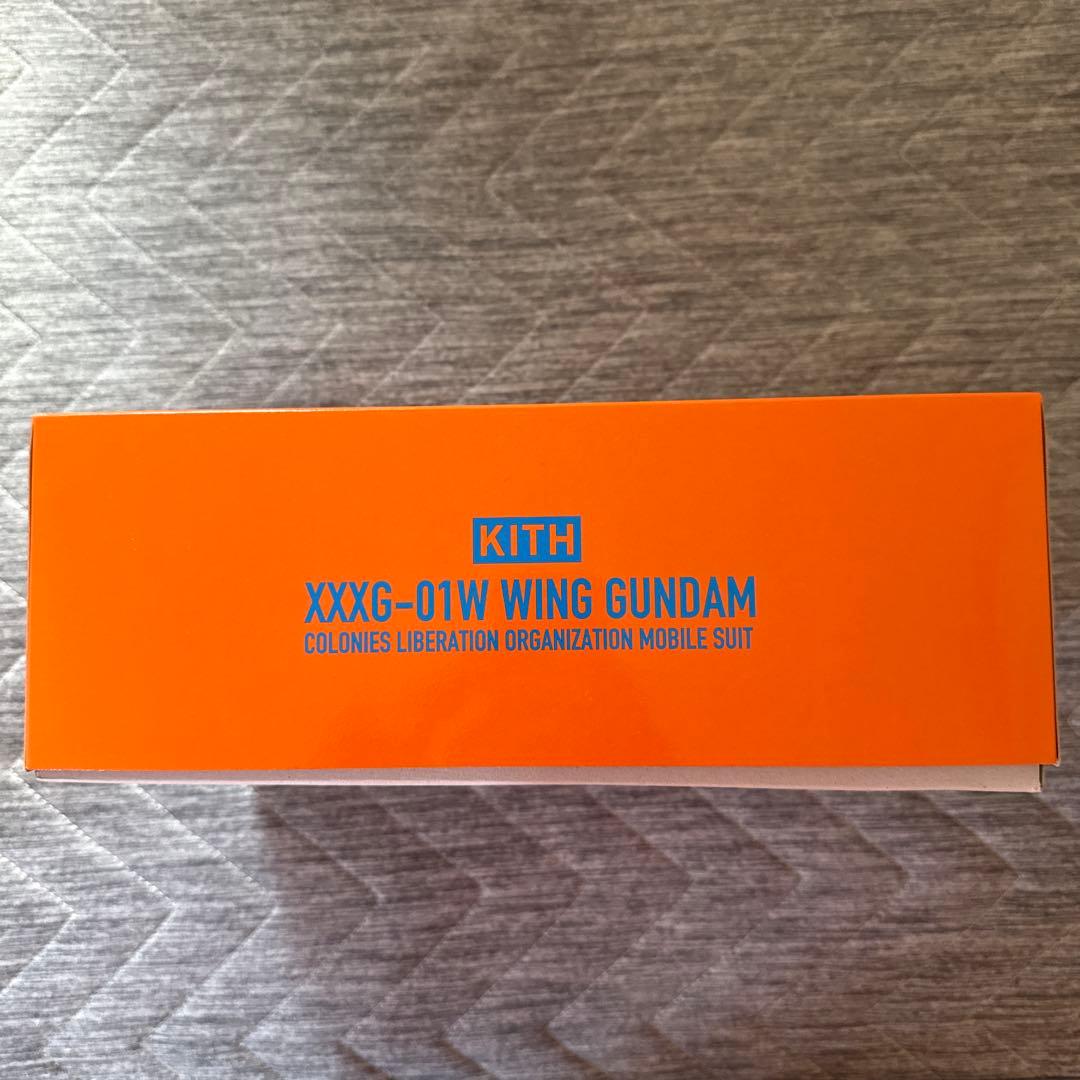 KITH
XXXG-01W WING GUNDAM
COLONIES LIBERATION ORGANIZATION MOBILE SUIT